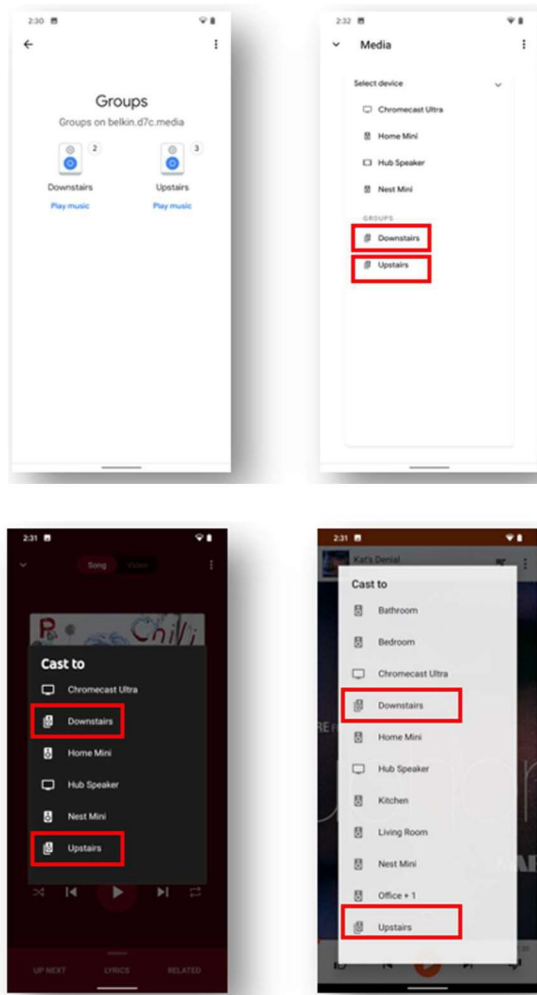 2:30
Groups
Groups on belkin.d7c.media
2
3
Downstairs
Upstairs
Play music
Play music
2:32
Media
Select device
Chromecast Ultra
Home Mini
Hub Speaker
Nest Mini
GROUPS
Downstairs
Upstairs
2:31
Song Video
Chili
Cast to
Chromecast Ultra
Downstairs
Home Mini
Hub Speaker
Nest Mini
Upstairs
UP NEXT LYRICS RELATED
2:31
Kat's Denial
Cast to
Bathroom
Bedroom
Chromecast Ultra
Downstairs
Home Mini
Hub Speaker
Kitchen
Living Room
Nest Mini
Office + 1
Upstairs